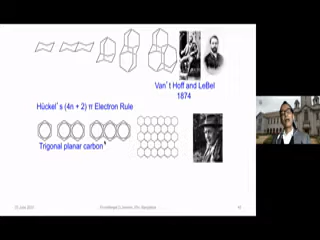 Van't Hoff and LeBel
1874
Hückel's (4n + 2) π Electron Rule
Trigonal planar carbon